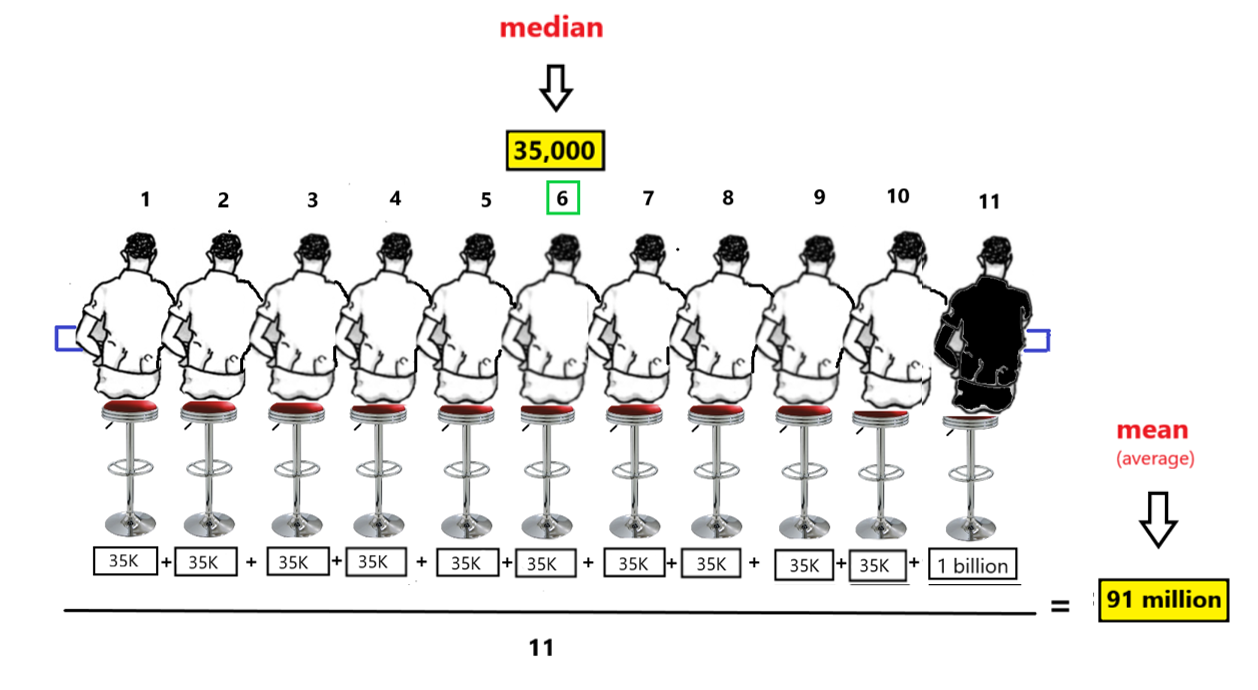 median
35,000
1 2 3 4 5 6 7 8 9 10 11
mean
(average)
35K + 35K + 35K + 35K + 35K + 35K + 35K + 35K + 35K + 35K + 1 billion
= 91 million
11